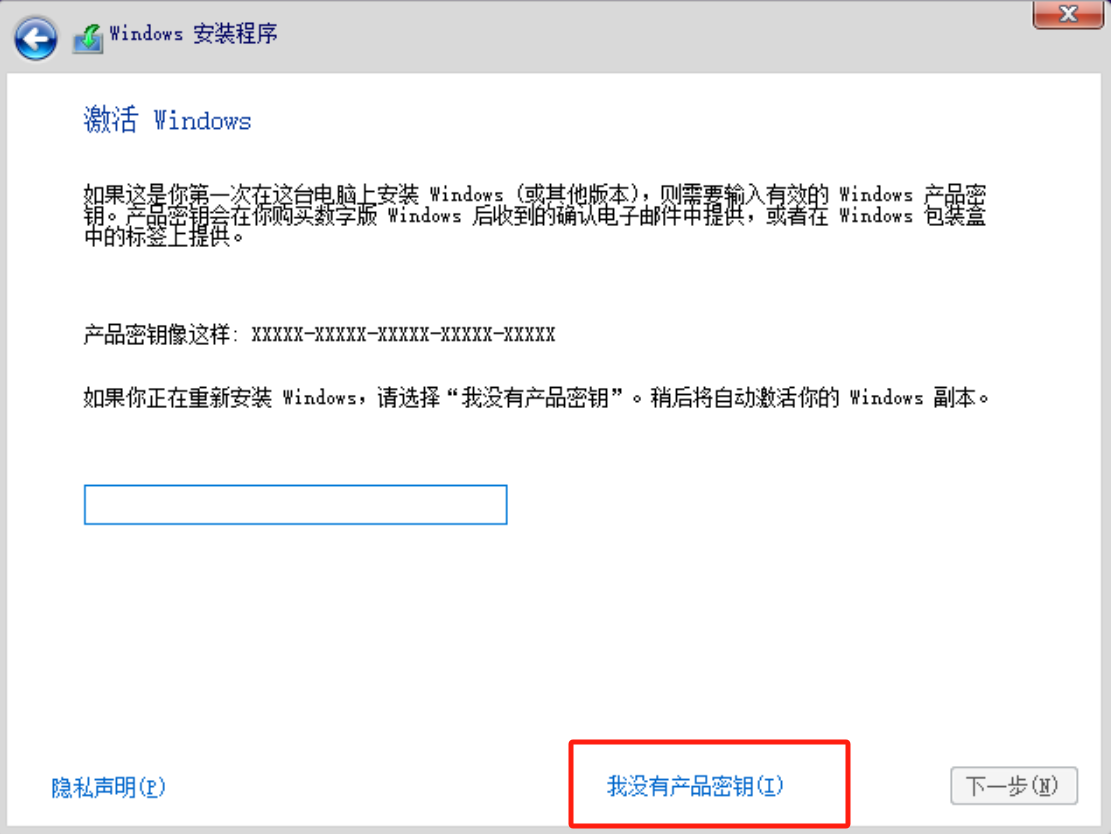 Windows 安装程序
激活 Windows
如果这是你第一次在这台电脑上安装 Windows (或其他版本)，则需要输入有效的 Windows 产品密
钥。产品密钥会在你购买数字版 Windows 后收到的确认电子邮件中提供，或者在 Windows 包装盒
中的标签上提供。
产品密钥像这样: XXXXX-XXXXX-XXXXX-XXXXX-XXXXX
如果你正在重新安装 Windows，请选择“我没有产品密钥”。稍后将自动激活你的 Windows 副本。
隐私声明(P)
我没有产品密钥(I)
下一步(N)